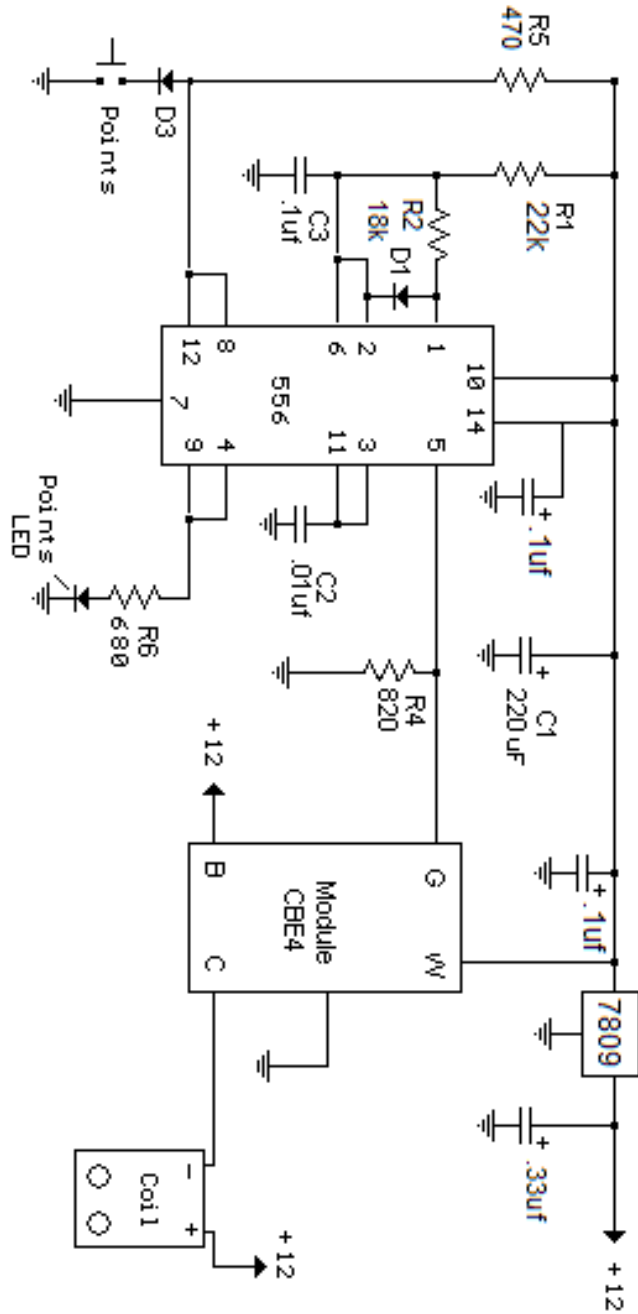 R5
470
R1
22k
D3
Points
C3
.1uf
R2
18k
D1
12
8
6
2
1
10
14
556
7
9
4
11
3
5
Points
LED
R6
680
C2
.01uf
+ .1uf
R4
820
+
C1
220uF
+12
B
C
Module
CBE4
G
W
+ .1uf
7809
+ .33uf
+12
Coil
-
+
+12